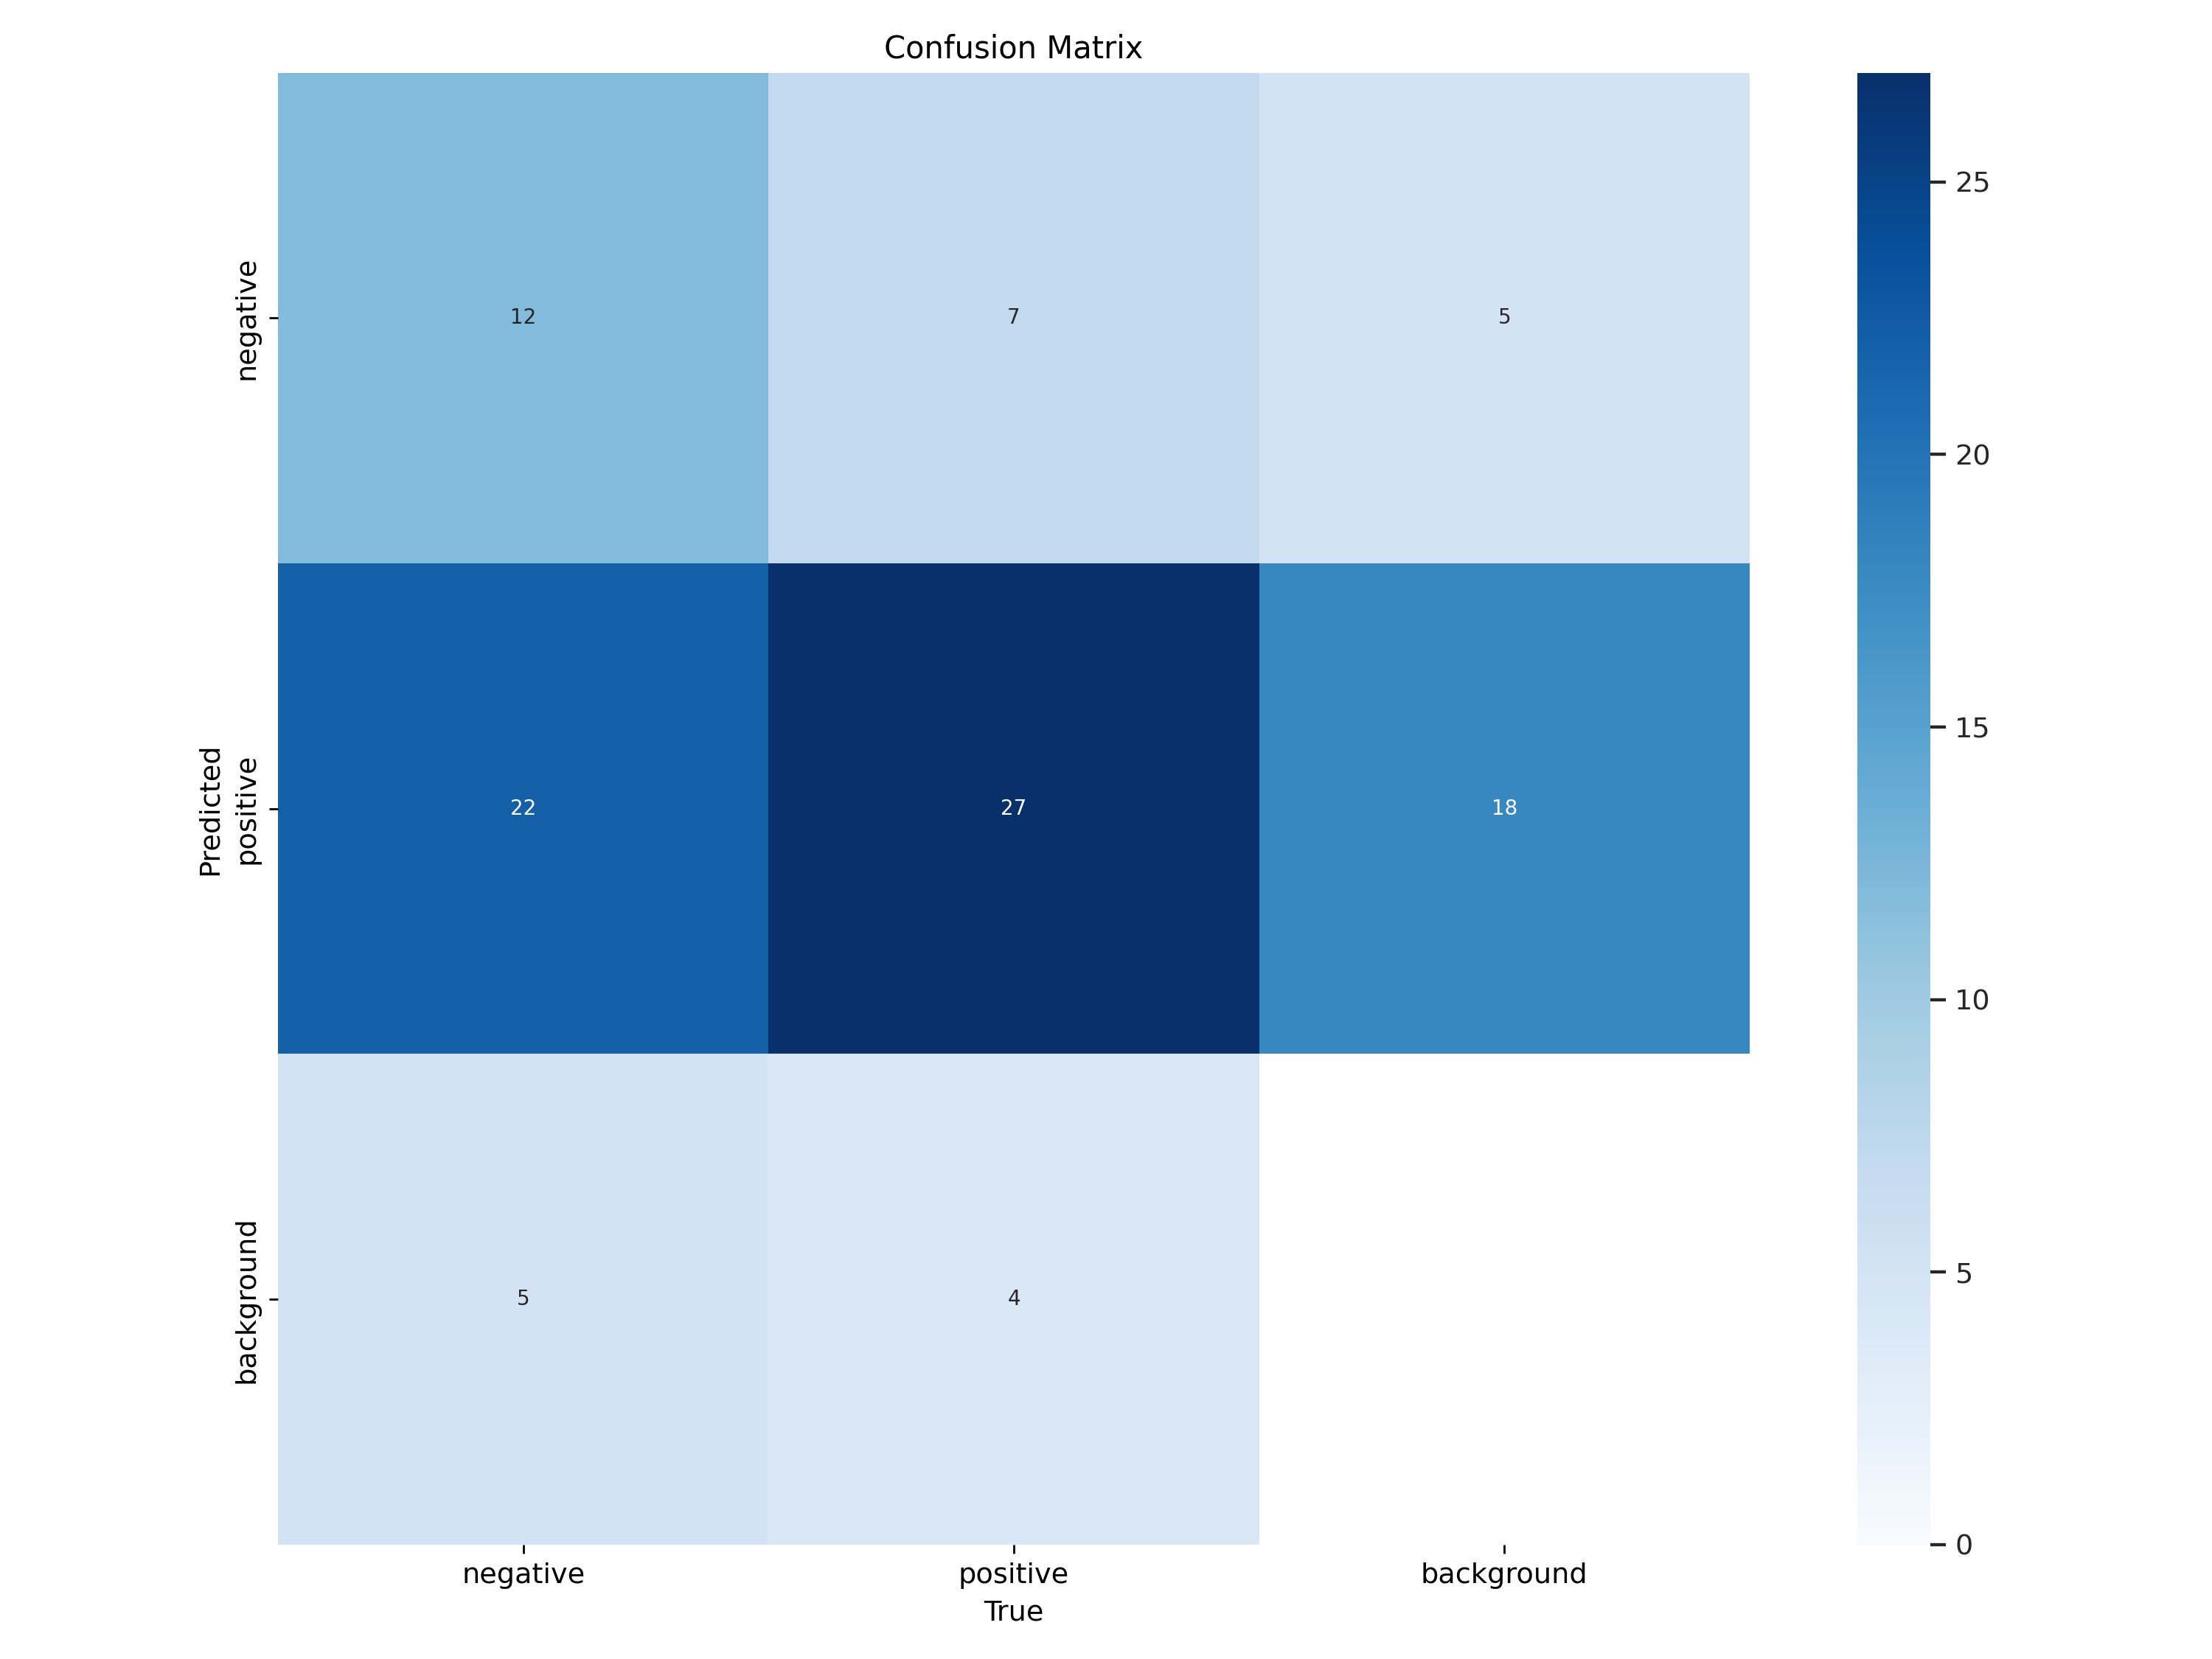 Confusion Matrix
negative
12 7 5
25
20
Predicted
positive
22 27 18
15
10
background
5 4
5
0
negative positive background
True